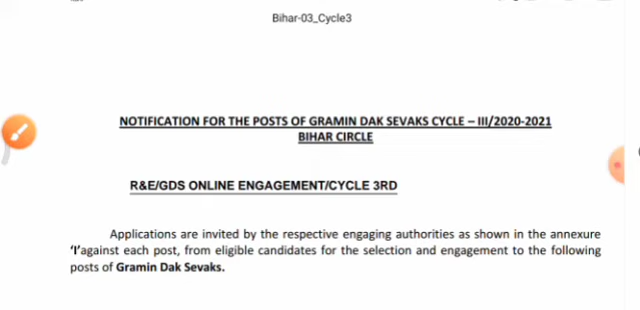 Bihar-03_Cycle3
NOTIFICATION FOR THE POSTS OF GRAMIN DAK SEVAKS CYCLE – III/2020-2021
BIHAR CIRCLE
R&E/GDS ONLINE ENGAGEMENT/CYCLE 3RD
Applications are invited by the respective engaging authorities as shown in the annexure
'I'against each post, from eligible candidates for the selection and engagement to the following
posts of Gramin Dak Sevaks.